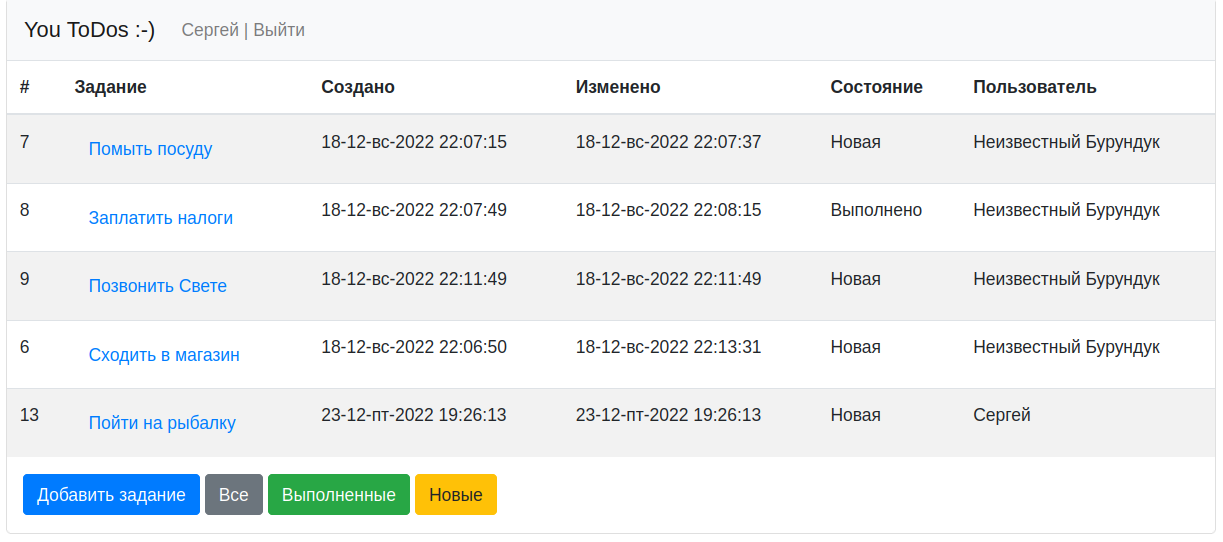 You ToDos :-) Сергей | Выйти
# Задание Создано Изменено Состояние Пользователь
7 Помыть посуду 18-12-вс-2022 22:07:15 18-12-вс-2022 22:07:37 Новая Неизвестный Бурундук
8 Заплатить налоги 18-12-вс-2022 22:07:49 18-12-вс-2022 22:08:15 Выполнено Неизвестный Бурундук
9 Позвонить Свете 18-12-вс-2022 22:11:49 18-12-вс-2022 22:11:49 Новая Неизвестный Бурундук
6 Сходить в магазин 18-12-вс-2022 22:06:50 18-12-вс-2022 22:13:31 Новая Неизвестный Бурундук
13 Пойти на рыбалку 23-12-пт-2022 19:26:13 23-12-пт-2022 19:26:13 Новая Сергей
Добавить задание Все Выполненные Новые